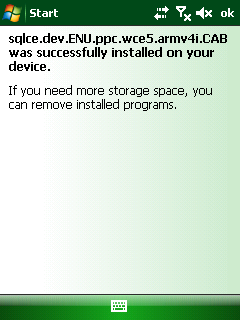 Start ok
sqlce.dev.ENU.ppc.wce5.armv4i.CAB
was successfully installed on your
device.
If you need more storage space, you
can remove installed programs.